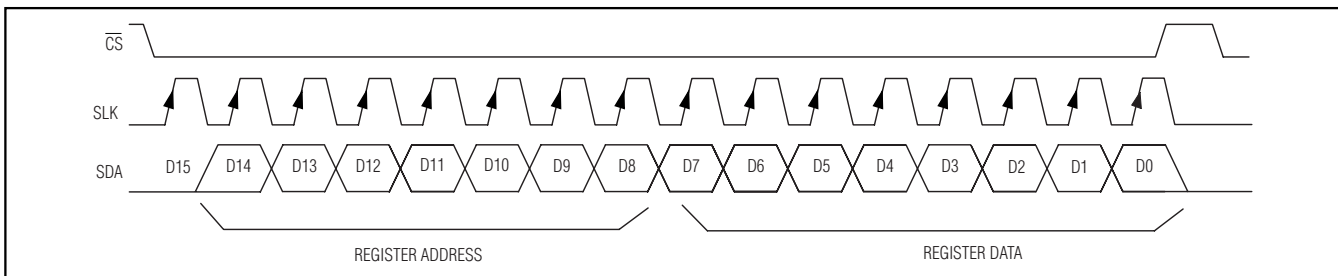 CS
SLK
SDA
D15 D14 D13 D12 D11 D10 D9 D8 D7 D6 D5 D4 D3 D2 D1 D0
REGISTER ADDRESS
REGISTER DATA